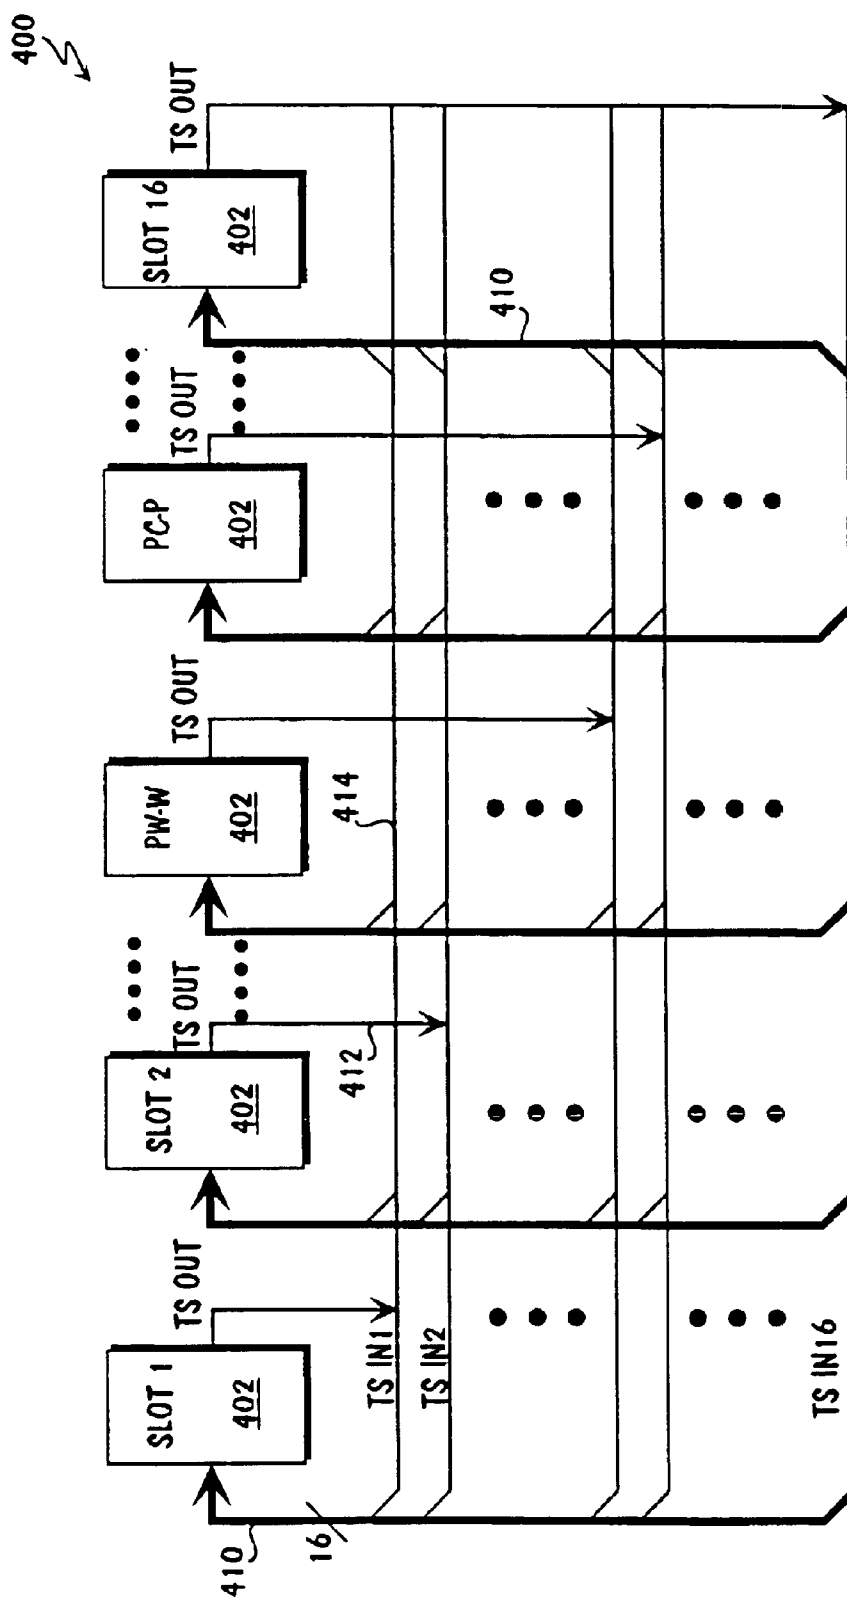 400
SLOT 1
402
TS OUT
SLOT 2
402
TS OUT
PW-W
402
TS OUT
PC-P
402
TS OUT
SLOT 16
402
TS OUT
410
16
412
414
410
TS IN1
TS IN2
TS IN16